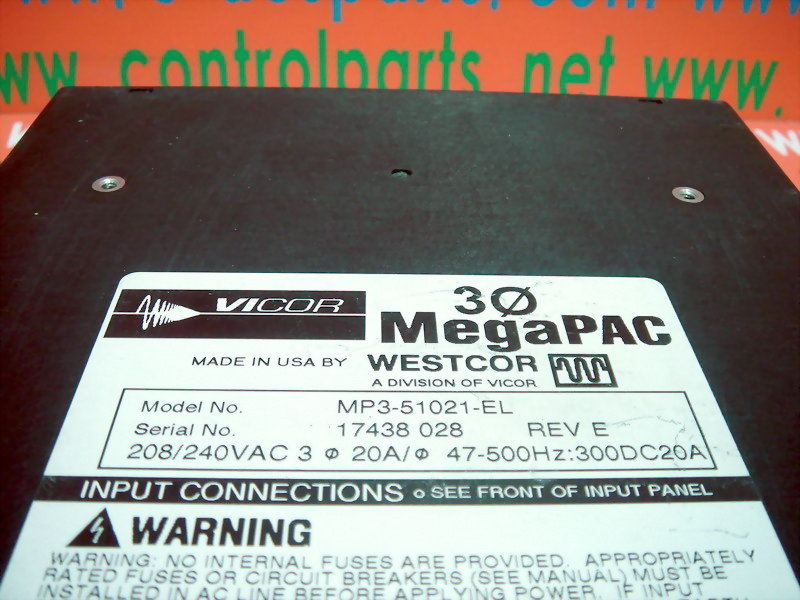 www.controlparts.net www.
VICOR
3Ø
MegaPAC
MADE IN USA BY WESTCOR
A DIVISION OF VICOR
Model No. MP3-51021-EL
Serial No. 17438 028 REV E
208/240VAC 3 Φ 20A/Φ 47-500Hz:300DC20A
INPUT CONNECTIONS o SEE FRONT OF INPUT PANEL
WARNING
WARNING: NO INTERNAL FUSES ARE PROVIDED. APPROPRIATELY
RATED FUSES OR CIRCUIT BREAKERS (SEE MANUAL) MUST BE
INSTALLED IN AC LINE BEFORE APPLYING POWER. IF INPUT